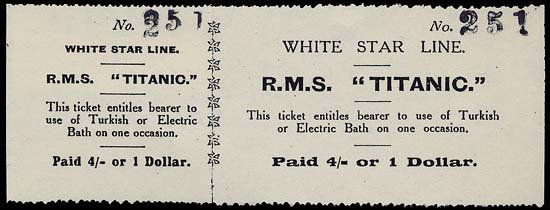 No. 251
WHITE STAR LINE.
R.M.S. "TITANIC."
This ticket entitles bearer to
use of Turkish or Electric
Bath on one occasion.
Paid 4/- or 1 Dollar.
No. 251
WHITE STAR LINE.
R.M.S. "TITANIC."
This ticket entitles bearer to use of Turkish
or Electric Bath on one occasion.
Paid 4/- or 1 Dollar.